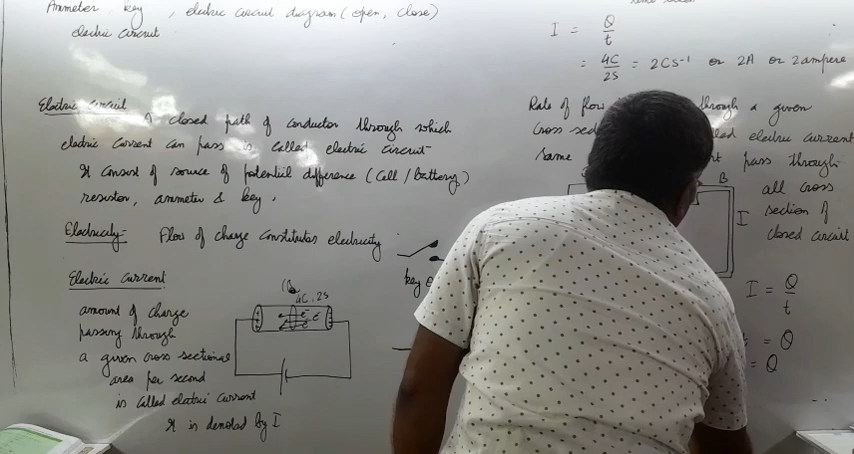 Ammeter, key, electric circuit diagram (open, close)
electric circuit
Electric circuit A closed path of conductor through which
electric current can pass is called electric circuit
It consist of source of potential difference (Cell / battery)
resistor, ammeter & key.
Electricity- Flow of charge constitutes electricity
key
Electric Current
amount of charge
passing through
a given cross sectional
area per second
is called electric current
It is denoted by I
4C, 2s
e⁻ e⁻
e⁻
I = Q/t
= 4C/2s = 2Cs⁻¹ or 2A or 2 ampere
Rate of flow through a given
cross electric current
Same pass through
B
all cross
section of
closed circuit
I
I = Q/t
= Q
= Q